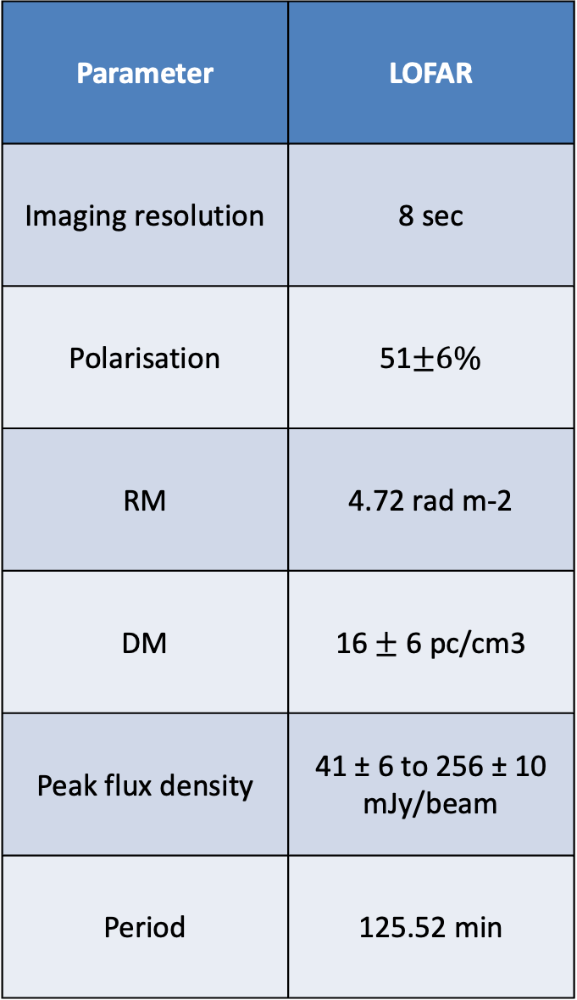 Parameter
LOFAR
Imaging resolution
8 sec
Polarisation
51±6%
RM
4.72 rad m-2
DM
16 ± 6 pc/cm3
Peak flux density
41 ± 6 to 256 ± 10
mJy/beam
Period
125.52 min